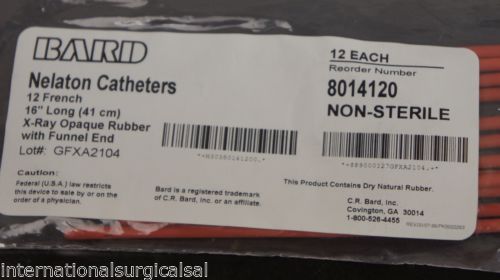 BARD
Nelaton Catheters
12 French
16" Long (41 cm)
X-Ray Opaque Rubber
with Funnel End
Lot#: GFXA2104
12 EACH
Reorder Number
8014120
NON-STERILE
*+H30380141200.*
Caution:
Federal (U.S.A.) law restricts
this device to sale by or on the
order of a physician.
Bard is a registered trademark
of C.R. Bard, Inc.
This Product Contains Dry Natural Rubber.
C.R. Bard, Inc.
Covington, GA 30014
1-800-526-4455
internationalsurgicalsal